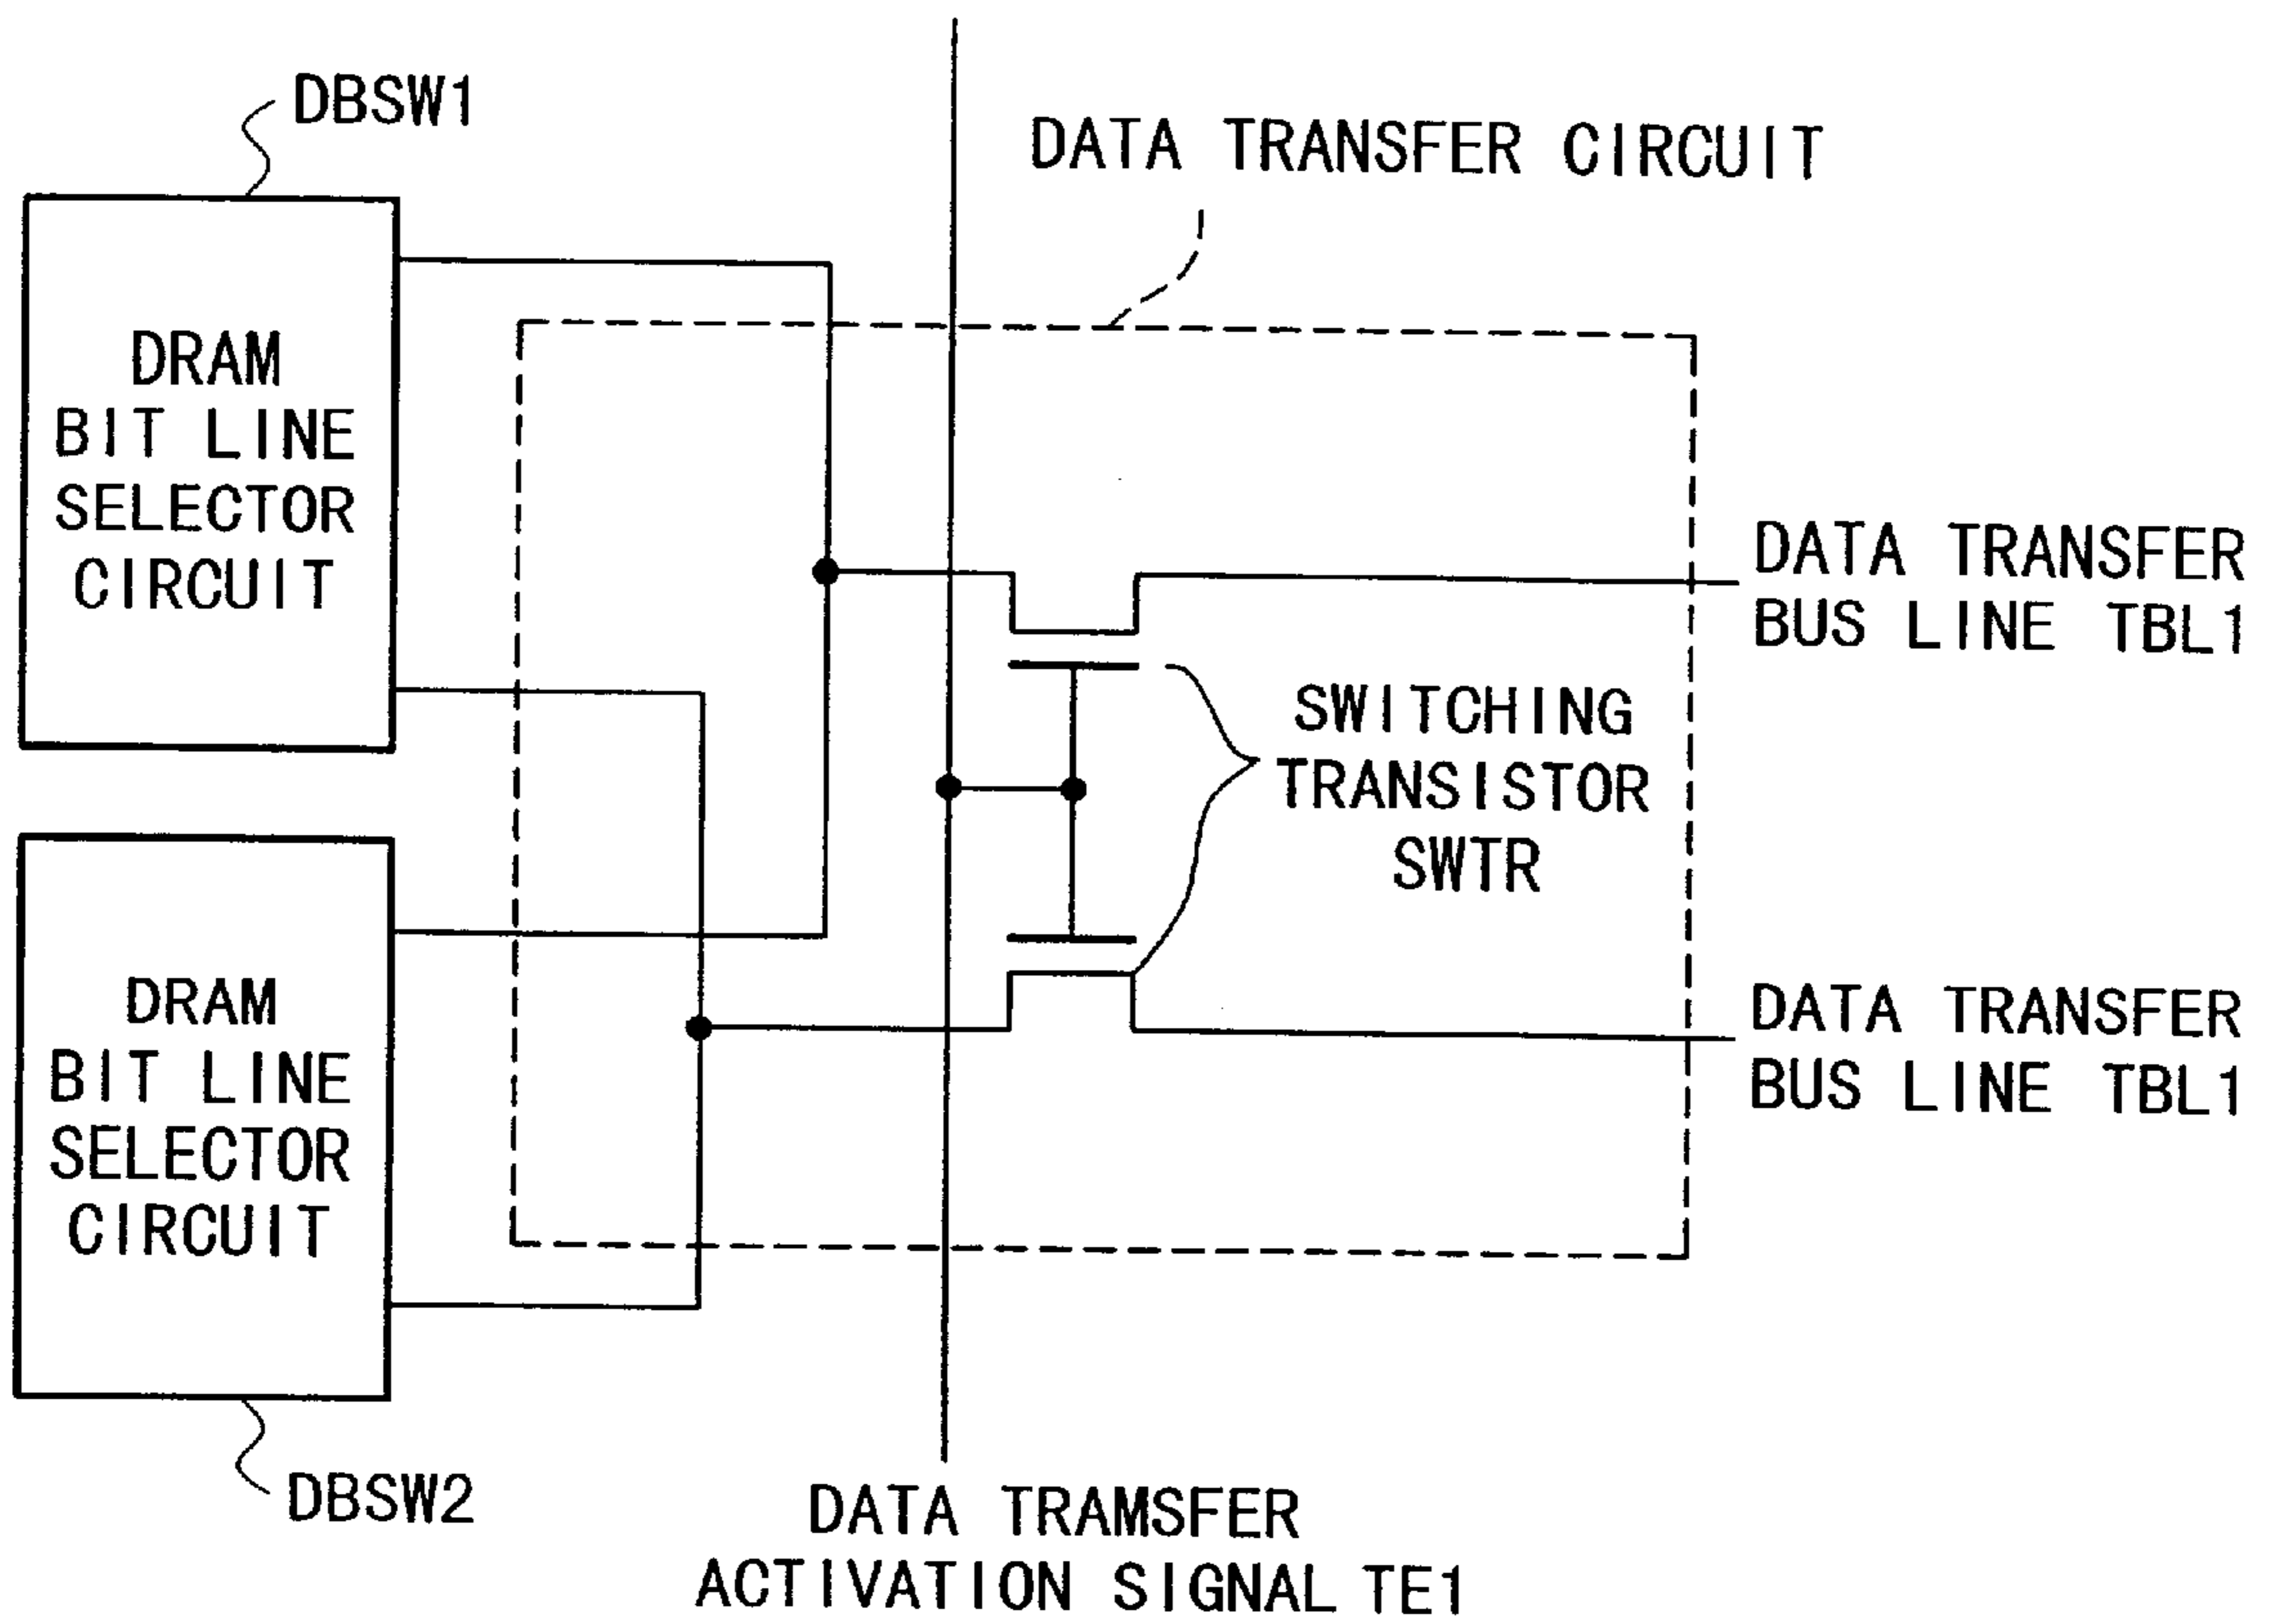 DBSW1
DATA TRANSFER CIRCUIT
DRAM
BIT LINE
SELECTOR
CIRCUIT
DATA TRANSFER
BUS LINE TBL1
SWITCHING
TRANSISTOR
SWTR
DRAM
BIT LINE
SELECTOR
CIRCUIT
DATA TRANSFER
BUS LINE TBL1
DBSW2
DATA TRAMSFER
ACTIVATION SIGNAL TE1